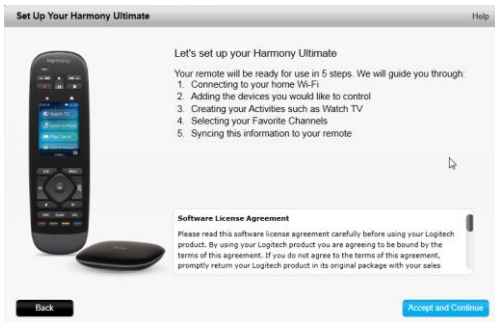 Set Up Your Harmony Ultimate
Help
Let's set up your Harmony Ultimate
Your remote will be ready for use in 5 steps. We will guide you through:
1. Connecting to your home Wi-Fi
2. Adding the devices you would like to control
3. Creating your Activities such as Watch TV
4. Selecting your Favorite Channels
5. Syncing this information to your remote
Harmony
Watch TV
Software License Agreement
Please read this software license agreement carefully before using your Logitech
product. By using your Logitech product you are agreeing to be bound by the
terms of this agreement. If you do not agree to the terms of this agreement,
promptly return your Logitech product in its original package with your sales
Back
Accept and Continue